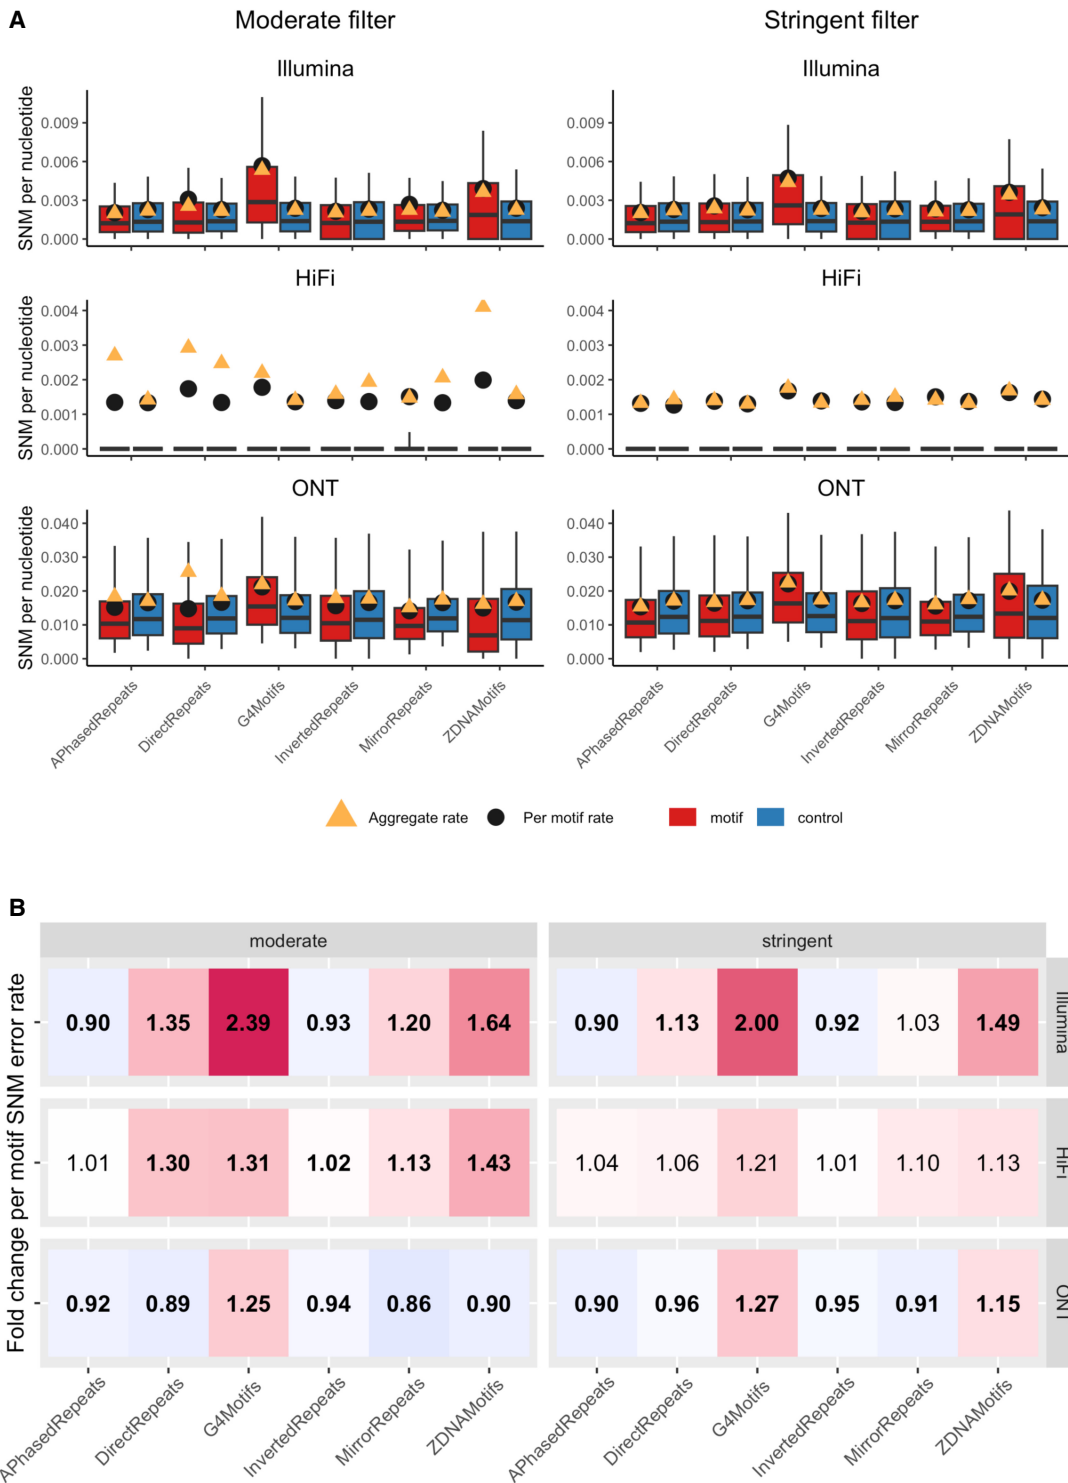 A
Moderate filter
Stringent filter
Illumina
Illumina
SNM per nucleotide
0.009
0.006
0.003
0.000
0.009
0.006
0.003
0.000
HiFi
HiFi
SNM per nucleotide
0.004
0.003
0.002
0.001
0.000
0.004
0.003
0.002
0.001
0.000
ONT
ONT
SNM per nucleotide
0.040
0.030
0.020
0.010
0.000
0.040
0.030
0.020
0.010
0.000
APhasedRepeats
DirectRepeats
G4Motifs
InvertedRepeats
MirrorRepeats
ZDNAMotifs
APhasedRepeats
DirectRepeats
G4Motifs
InvertedRepeats
MirrorRepeats
ZDNAMotifs
Aggregate rate Per motif rate motif control
B
moderate
stringent
Fold change per motif SNM error rate
0.90 1.35 2.39 0.93 1.20 1.64
0.90 1.13 2.00 0.92 1.03 1.49
Illumina
1.01 1.30 1.31 1.02 1.13 1.43
1.04 1.06 1.21 1.01 1.10 1.13
HiFi
0.92 0.89 1.25 0.94 0.86 0.90
0.90 0.96 1.27 0.95 0.91 1.15
ONT
APhasedRepeats
DirectRepeats
G4Motifs
InvertedRepeats
MirrorRepeats
ZDNAMotifs
APhasedRepeats
DirectRepeats
G4Motifs
InvertedRepeats
MirrorRepeats
ZDNAMotifs